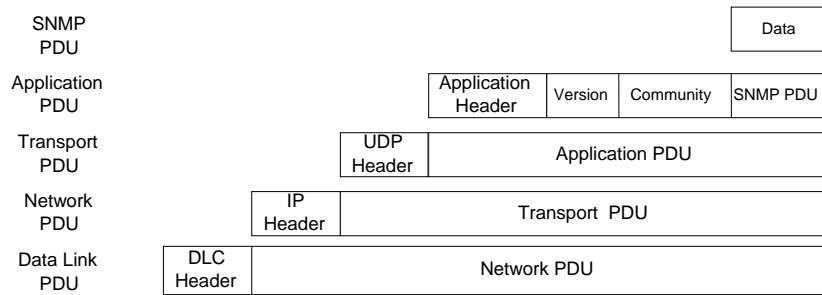 SNMP
PDU
Data
Application
PDU
Application
Header
Version
Community
SNMP PDU
Transport
PDU
UDP
Header
Application PDU
Network
PDU
IP
Header
Transport PDU
Data Link
PDU
DLC
Header
Network PDU